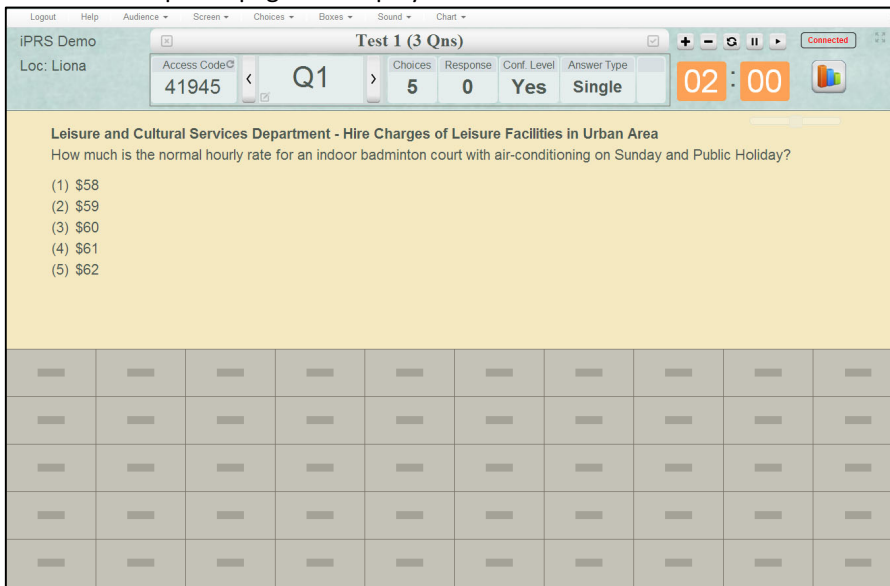 Logout Help Audience Screen Choices Boxes Sound Chart
iPRS Demo Test 1 (3 Qns) Connected
Loc: Liona
Access Code Choices Response Conf. Level Answer Type
41945 Q1 5 0 Yes Single 02 : 00
Leisure and Cultural Services Department - Hire Charges of Leisure Facilities in Urban Area
How much is the normal hourly rate for an indoor badminton court with air-conditioning on Sunday and Public Holiday?
(1) $58
(2) $59
(3) $60
(4) $61
(5) $62